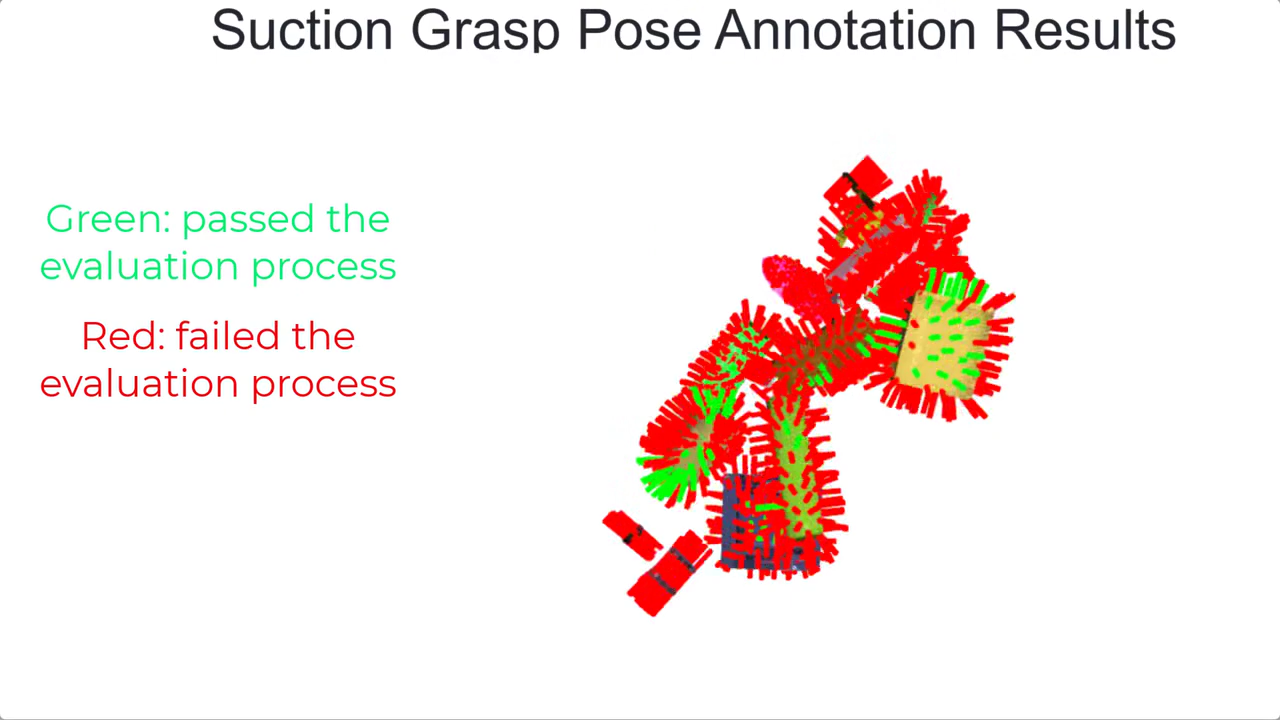 Suction Grasp Pose Annotation Results
Green: passed the
evaluation process
Red: failed the
evaluation process